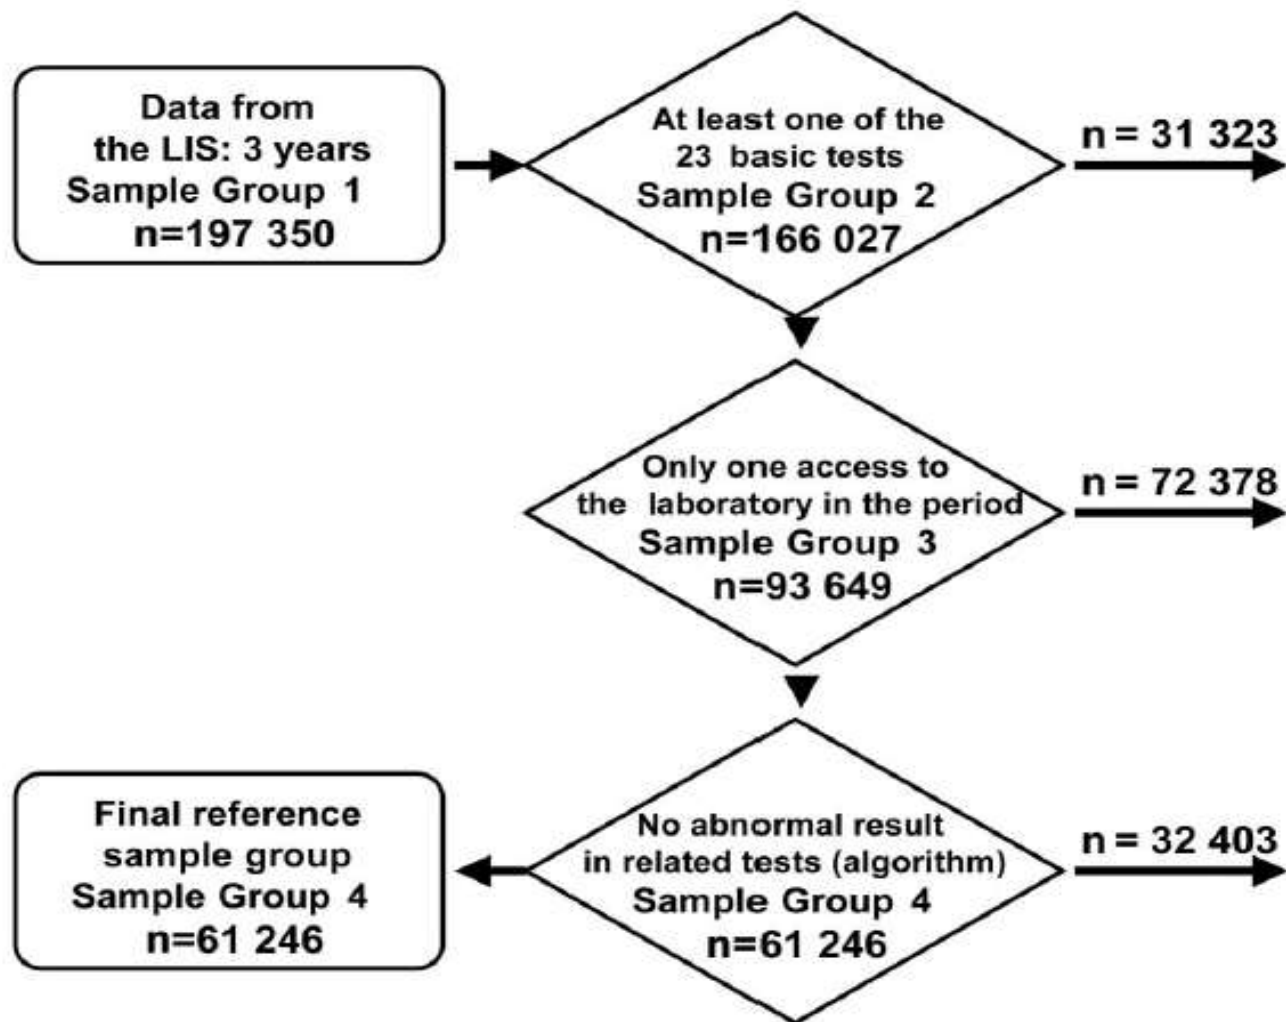 Data from
the LIS: 3 years
Sample Group 1
n=197 350
At least one of the
23 basic tests
Sample Group 2
n=166 027
n = 31 323
Only one access to
the laboratory in the period
Sample Group 3
n=93 649
n = 72 378
No abnormal result
in related tests (algorithm)
Sample Group 4
n=61 246
n = 32 403
Final reference
sample group
Sample Group 4
n=61 246